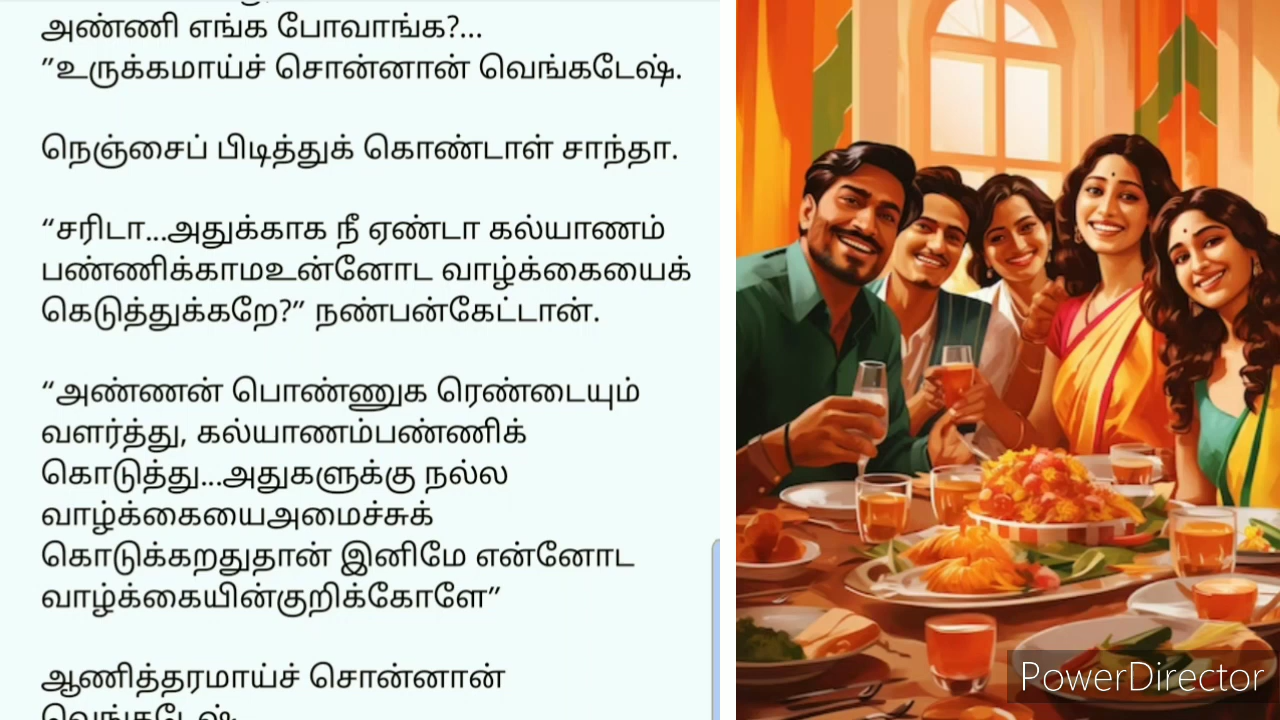 அண்ணி எங்க போவாங்க?...
”உருக்கமாய்ச் சொன்னான் வெங்கடேஷ்.
நெஞ்சைப் பிடித்துக் கொண்டாள் சாந்தா.
“சரிடா...அதுக்காக நீ ஏண்டா கல்யாணம்
பண்ணிக்காமஉன்னோட வாழ்க்கையைக்
கெடுத்துக்கறே?” நண்பன்கேட்டான்.
“அண்ணன் பொண்ணுக ரெண்டையும்
வளர்த்து, கல்யாணம்பண்ணிக்
கொடுத்து...அதுகளுக்கு நல்ல
வாழ்க்கையைஅமைச்சுக்
கொடுக்கறதுதான் இனிமே என்னோட
வாழ்க்கையின்குறிக்கோளே”
ஆணித்தரமாய்ச் சொன்னான்
வெங்கடேஷ்.
PowerDirector